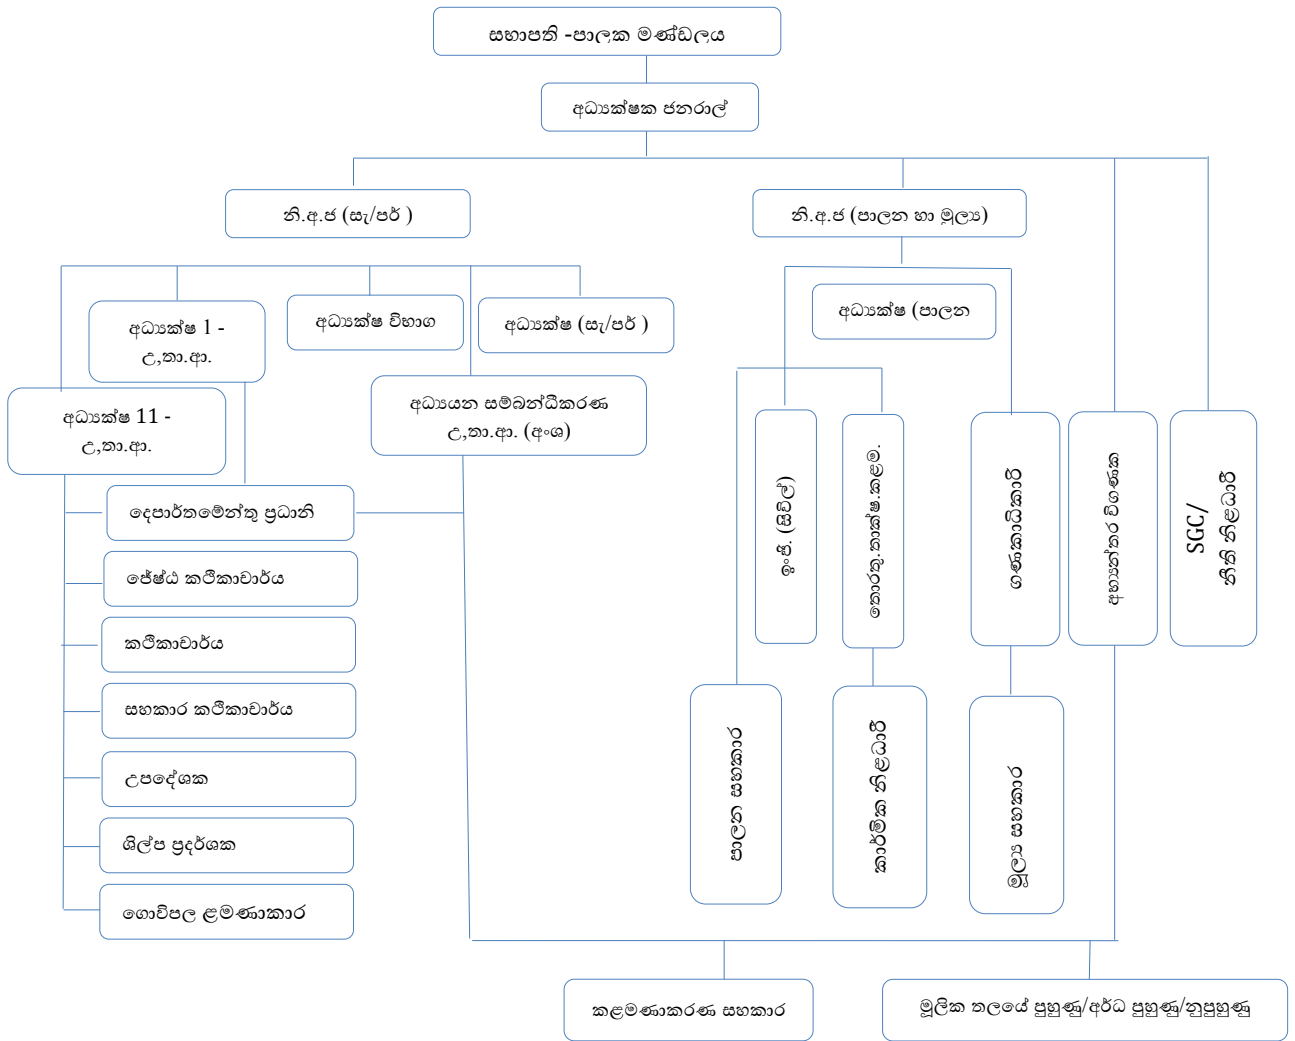 සභාපති -පාලක මණ්ඩලය
අධ්‍යක්ෂක ජනරාල්
නි.අ.ජ (සැ/පර් )
නි.අ.ජ (පාලන හා මූල්‍ය)
අධ්‍යක්ෂ 1 -
උ,තා.ආ.
අධ්‍යක්ෂ විභාග
අධ්‍යක්ෂ (සැ/පර් )
අධ්‍යක්ෂ (පාලන
අධ්‍යක්ෂ 11 -
උ,තා.ආ.
අධ්‍යයන සම්බන්ධීකරණ
උ,තා.ආ. (අංශ)
දෙපාර්තමේන්තු ප්‍රධානි
ජේෂ්ඨ කථිකාචාර්ය
කථිකාචාර්ය
සහකාර කථිකාචාර්ය
උපදේශක
ශිල්ප ප්‍රදර්ශක
ගොවිපල ළමණාකාර
ඉංජි. (සිවිල්)
තොරතු.තාක්ෂ.කළම.
ගණකාධිකාරී
අභ්‍යන්තර විගණක
SGC/
නීති නිළධාරී
පාලන සහකාර
කාර්මික නිළධාරී
මූල්‍ය සහකාර
කළමණාකරණ සහකාර
මූලික තලයේ පුහුණු/අර්ධ පුහුණු/නුපුහුණු